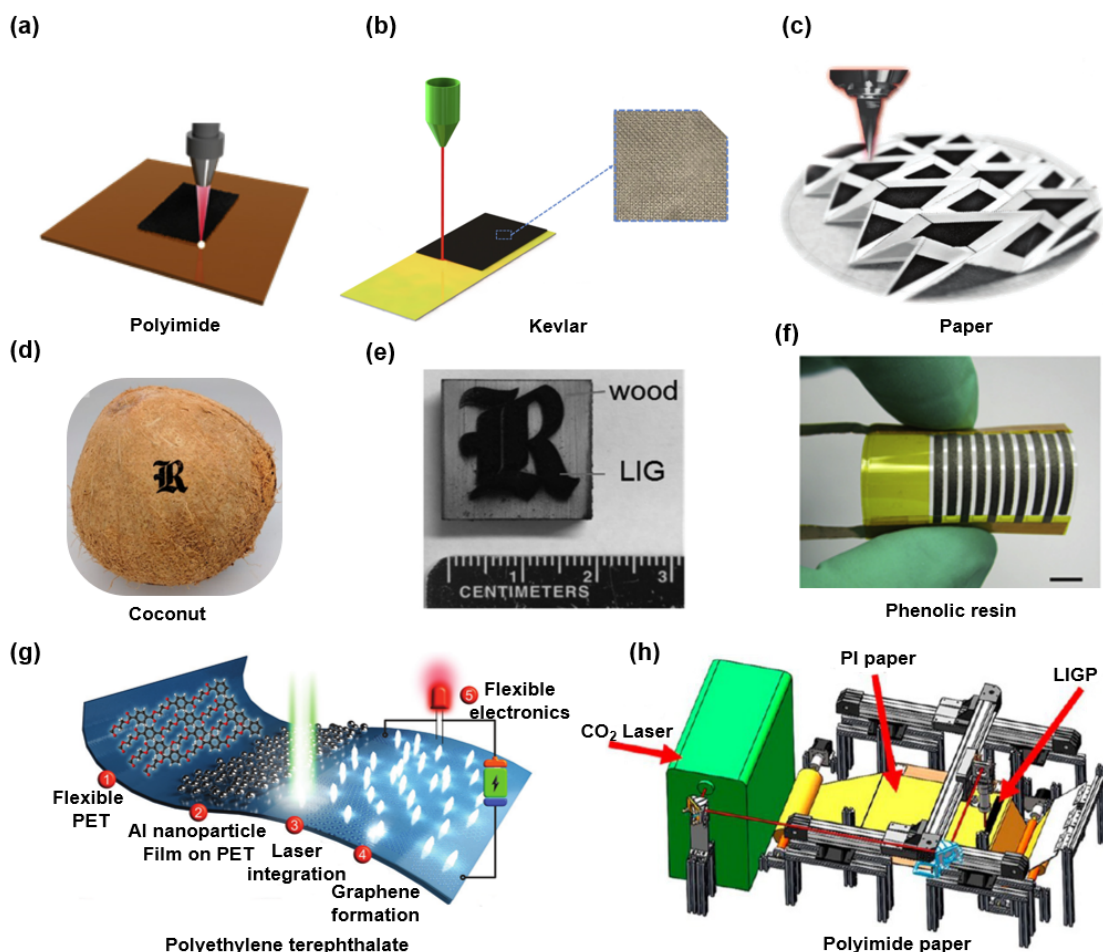 (a)
(b)
(c)
Polyimide
Kevlar
Paper
(d)
(e)
(f)
R
R
wood
LIG
1 2 3
CENTIMETERS
Coconut
Phenolic resin
(g)
(h)
1
Flexible
PET
2
Al nanoparticle
Film on PET
3
Laser
integration
4
Graphene
formation
5
Flexible
electronics
Polyethylene terephthalate
CO₂ Laser
PI paper
LIGP
Polyimide paper